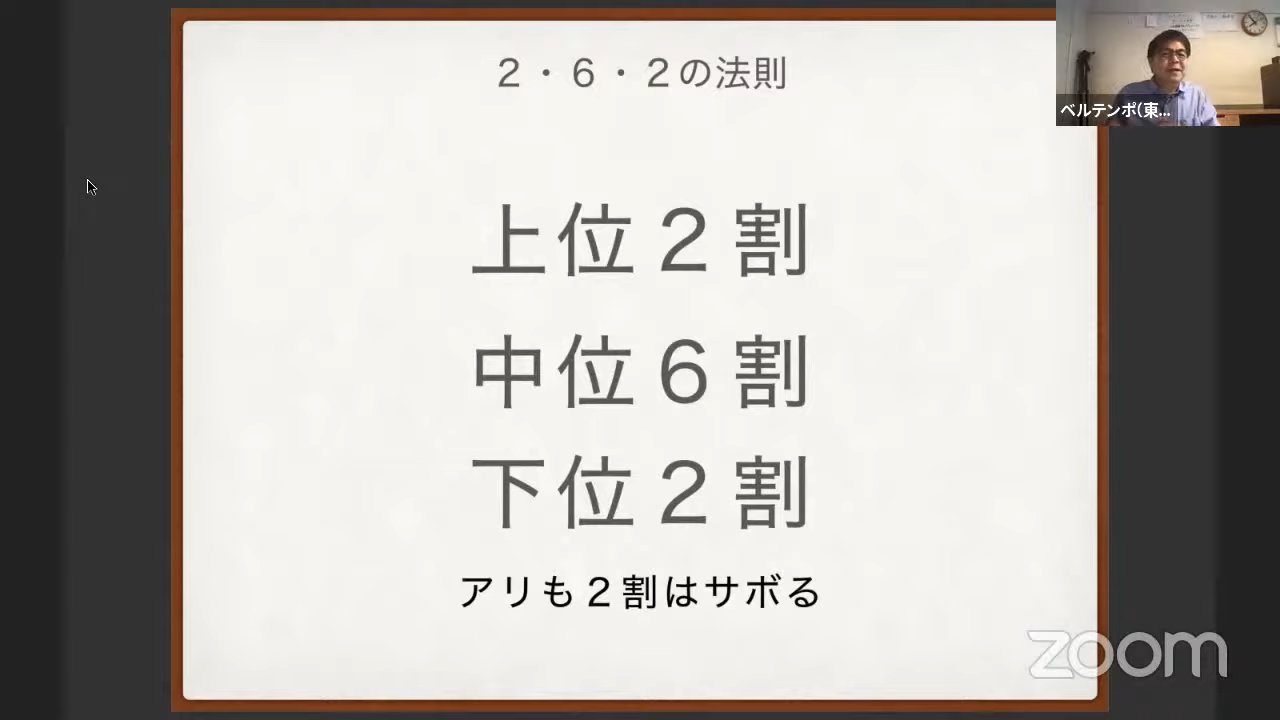 ２・６・２の法則
上位２割
中位６割
下位２割
アリも２割はサボる
ベルテンポ(東...
zoom